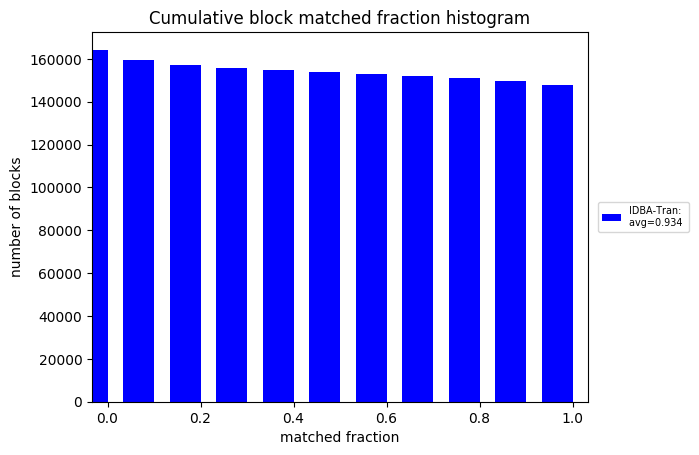 Cumulative block matched fraction histogram
number of blocks
160000
140000
120000
100000
80000
60000
40000
20000
0
0.0 0.2 0.4 0.6 0.8 1.0
matched fraction
IDBA-Tran:
avg=0.934